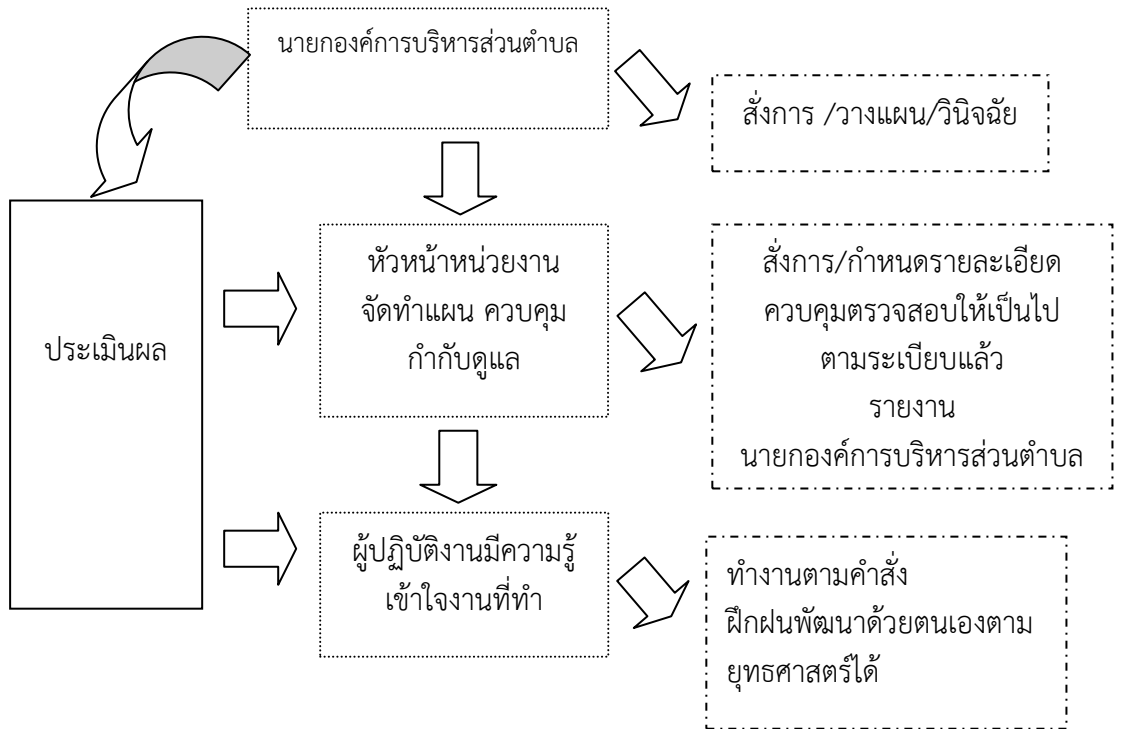 นายกองค์การบริหารส่วนตำบล
สั่งการ /วางแผน/วินิจฉัย
ประเมินผล
หัวหน้าหน่วยงาน
จัดทำแผน ควบคุม
กำกับดูแล
สั่งการ/กำหนดรายละเอียด
ควบคุมตรวจสอบให้เป็นไป
ตามระเบียบแล้ว
รายงาน
นายกองค์การบริหารส่วนตำบล
ผู้ปฏิบัติงานมีความรู้
เข้าใจงานที่ทำ
ทำงานตามคำสั่ง
ฝึกฝนพัฒนาด้วยตนเองตาม
ยุทธศาสตร์ได้